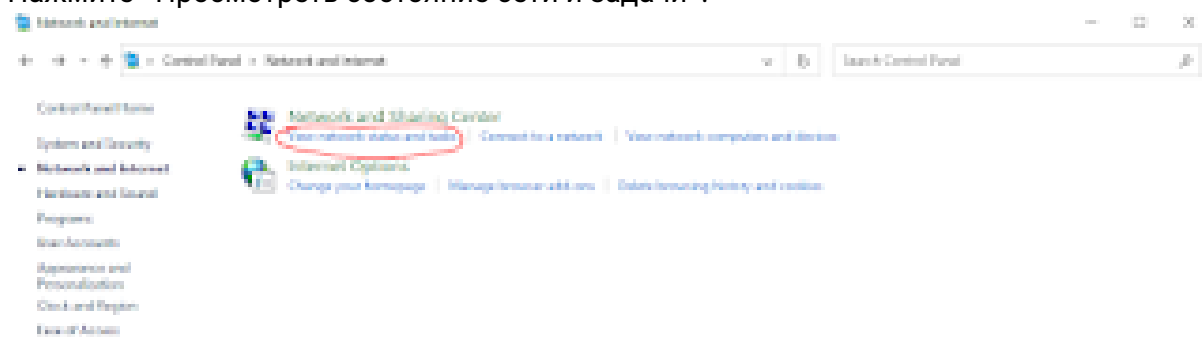 Нажмите "Просмотреть состояние сети и задачи".
Network and Internet
Control Panel > Network and Internet
Search Control Panel
Control Panel Home
System and Security
Network and Internet
Hardware and Sound
Programs
User Accounts
Appearance and
Personalization
Clock and Region
Ease of Access
Network and Sharing Center
View network status and tasks | Connect to a network | View network computers and devices
Internet Options
Change your homepage | Manage browser add-ons | Delete browsing history and cookies